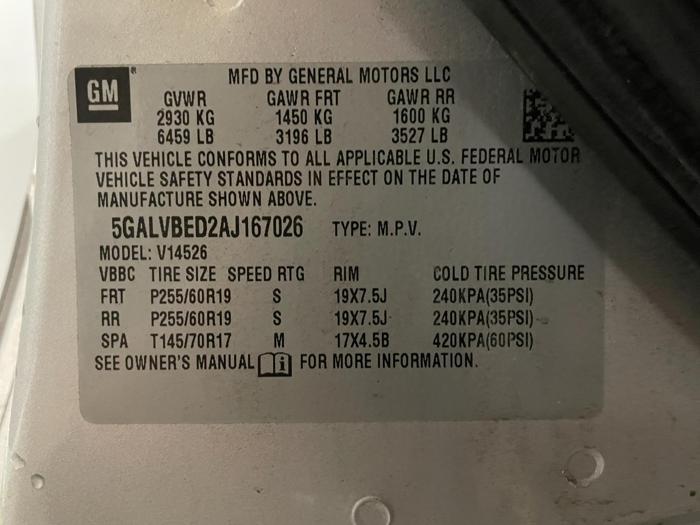 GM
MFD BY GENERAL MOTORS LLC
GVWR GAWR FRT GAWR RR
2930 KG 1450 KG 1600 KG
6459 LB 3196 LB 3527 LB
THIS VEHICLE CONFORMS TO ALL APPLICABLE U.S. FEDERAL MOTOR
VEHICLE SAFETY STANDARDS IN EFFECT ON THE DATE OF
MANUFACTURE SHOWN ABOVE.
5GALVBED2AJ167026 TYPE: M.P.V.
MODEL: V14526
VBBC TIRE SIZE SPEED RTG RIM COLD TIRE PRESSURE
FRT P255/60R19 S 19X7.5J 240KPA(35PSI)
RR P255/60R19 S 19X7.5J 240KPA(35PSI)
SPA T145/70R17 M 17X4.5B 420KPA(60PSI)
SEE OWNER'S MANUAL i FOR MORE INFORMATION.